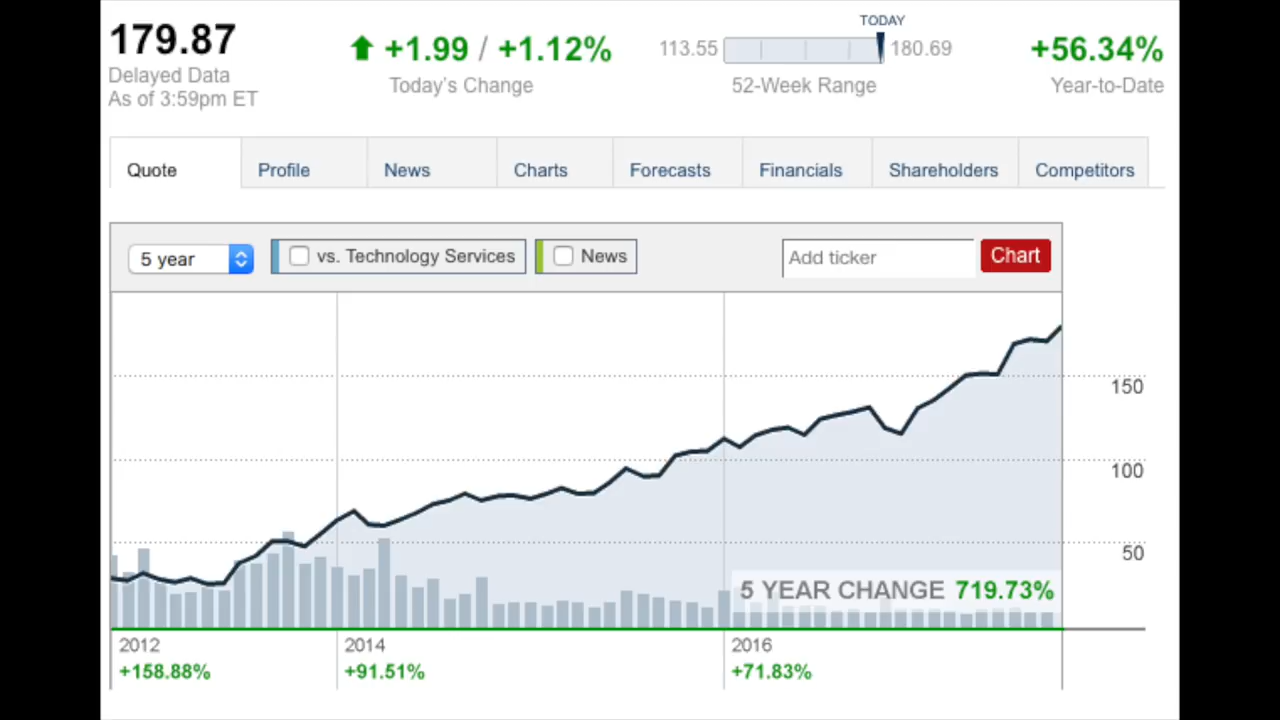 179.87
Delayed Data
As of 3:59pm ET
+1.99 / +1.12%
Today's Change
TODAY
113.55 180.69
52-Week Range
+56.34%
Year-to-Date
Quote Profile News Charts Forecasts Financials Shareholders Competitors
5 year vs. Technology Services News Add ticker Chart
150
100
50
5 YEAR CHANGE 719.73%
2012 2014 2016
+158.88% +91.51% +71.83%